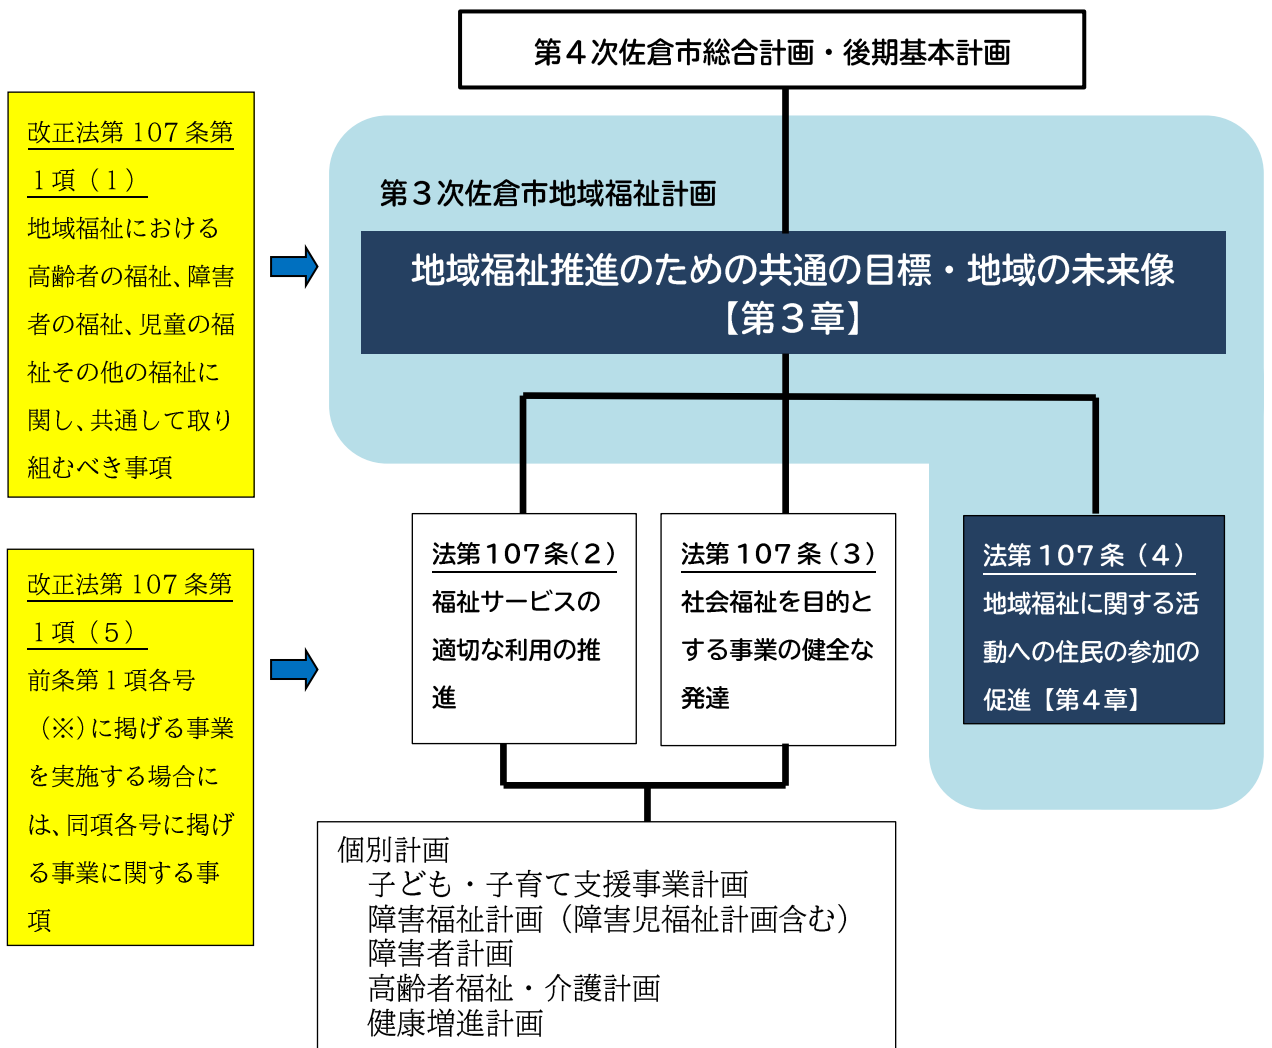 第４次佐倉市総合計画・後期基本計画
改正法第 107 条第
１項（１）
地域福祉における
高齢者の福祉、障害
者の福祉、児童の福
祉その他の福祉に
関し、共通して取り
組むべき事項
第３次佐倉市地域福祉計画
地域福祉推進のための共通の目標・地域の未来像
【第３章】
改正法第 107 条第
１項（５）
前条第１項各号
（※）に掲げる事業
を実施する場合に
は、同項各号に掲げ
る事業に関する事
項
法第１０７条（２）
福祉サービスの
適切な利用の推
進
法第１０７条（３）
社会福祉を目的と
する事業の健全な
発達
法第１０７条（４）
地域福祉に関する活
動への住民の参加の
促進【第４章】
個別計画
子ども・子育て支援事業計画
障害福祉計画（障害児福祉計画含む）
障害者計画
高齢者福祉・介護計画
健康増進計画